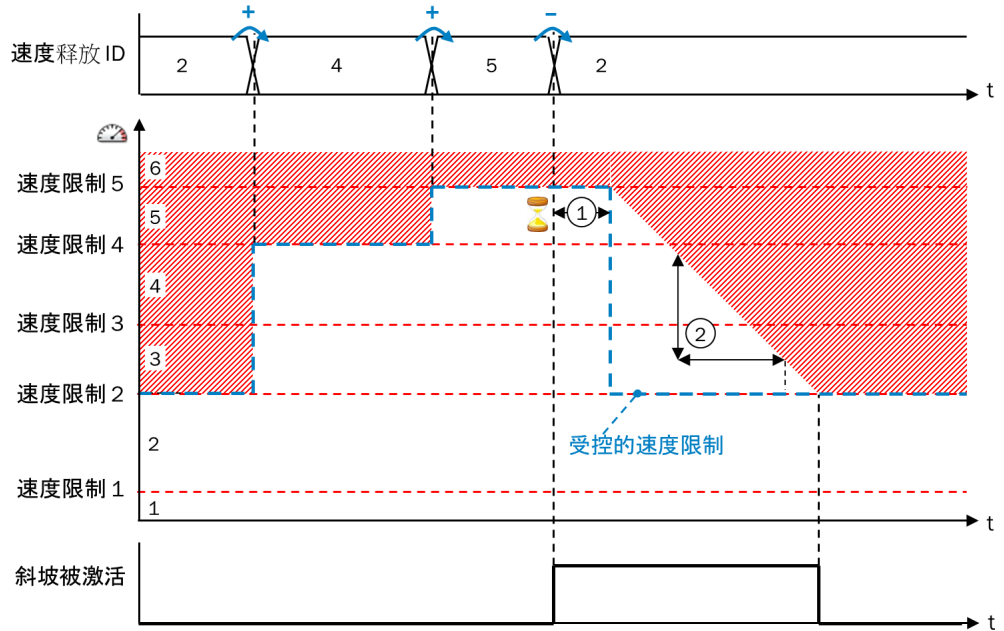 + + −
速度释放 ID
2 4 5 2
t
6
速度限制 5
5
①
速度限制 4
4
速度限制 3
②
3
速度限制 2
受控的速度限制
2
速度限制 1
1
t
斜坡被激活
t